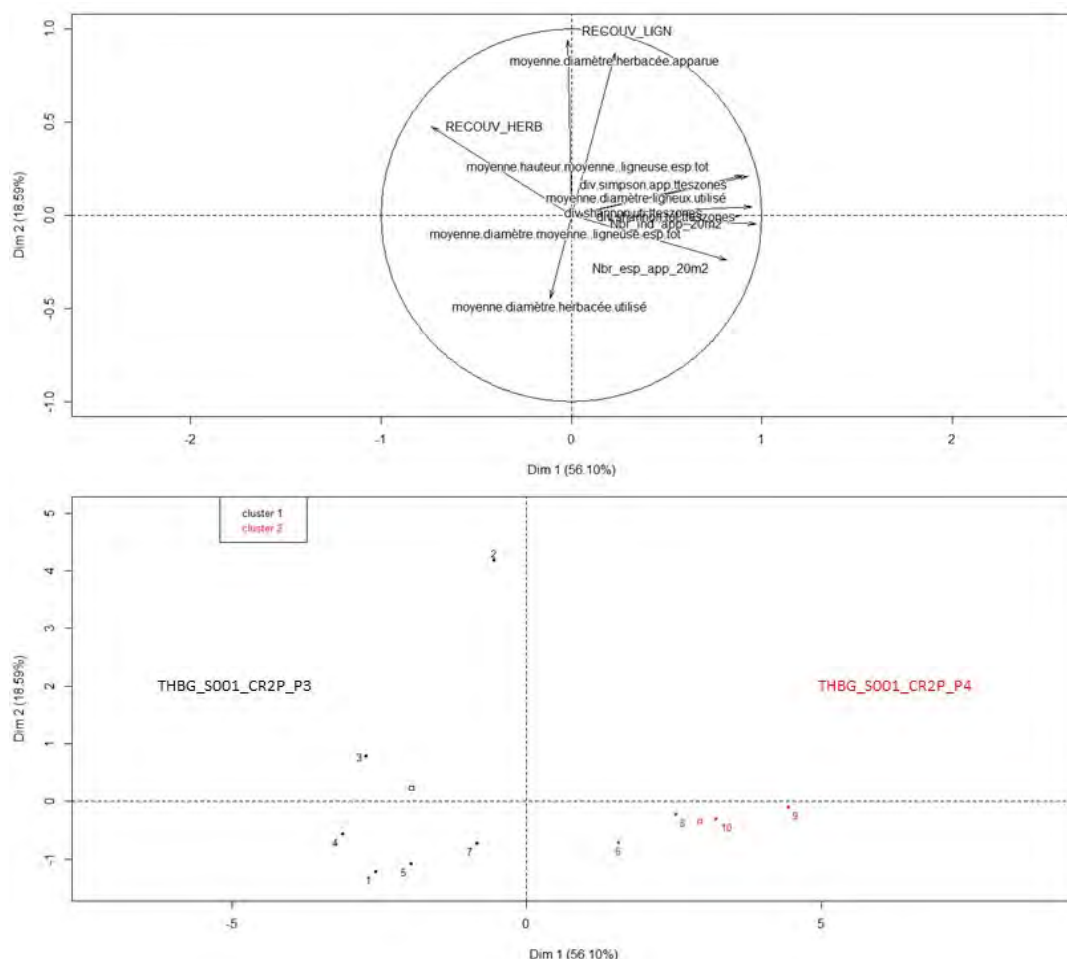 1.0
RECOUV_LIGN
moyenne.diamètre.herbacée.apparue
0.5
RECOUV_HERB
moyenne.hauteur.moyenne..ligneuse.esp.tot
div.simpson.app.tteszones
moyenne.diamètre.ligneux.utilisé
0.0
Nbr_ind_app_20m2
moyenne.diamètre.moyenne..ligneuse.esp.tot
Nbr_esp_app_20m2
-0.5
moyenne.diamètre.herbacée.utilisé
-1.0
Dim 2 (18.59%)
-2 -1 0 1 2
Dim 1 (56.10%)
5
cluster 1
cluster 2
2
4
3
THBG_S001_CR2P_P3 THBG_S001_CR2P_P4
2
1
3
0
9
8
10
4 7 6
-1
5
1
Dim 2 (18.59%)
-5 0 5
Dim 1 (56.10%)